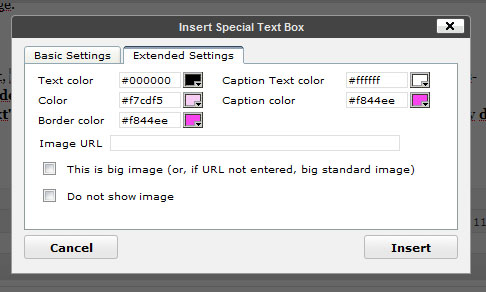 ge.
Insert Special Text Box
Basic Settings Extended Settings
Text color #000000 Caption Text color #ffffff
Color #f7cdf5 Caption color #f844ee
Border color #f844ee
Image URL
This is big image (or, if URL not entered, big standard image)
Do not show image
11
Cancel Insert